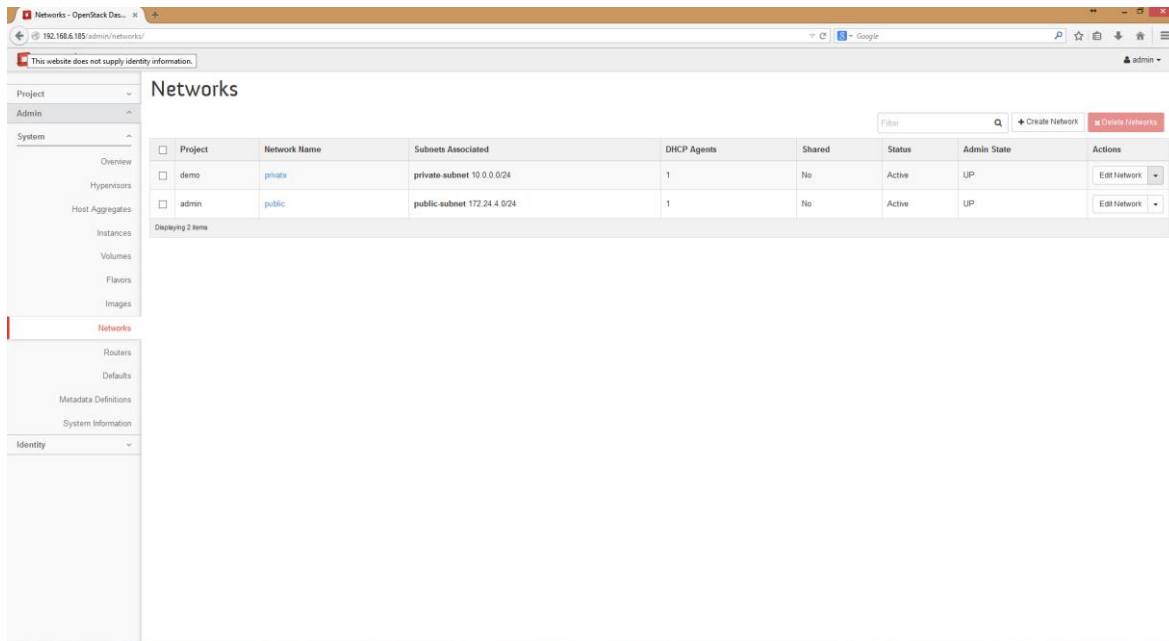 Networks - OpenStack Das...
192.168.6.185/admin/networks/
Google
This website does not supply identity information.
admin
Project
Admin
System
Overview
Hypervisors
Host Aggregates
Instances
Volumes
Flavors
Images
Networks
Routers
Defaults
Metadata Definitions
System Information
Identity
Networks
Filter
Create Network
Delete Networks
Project Network Name Subnets Associated DHCP Agents Shared Status Admin State Actions
demo private private-subnet 10.0.0.0/24 1 No Active UP Edit Network
admin public public-subnet 172.24.4.0/24 1 No Active UP Edit Network
Displaying 2 items